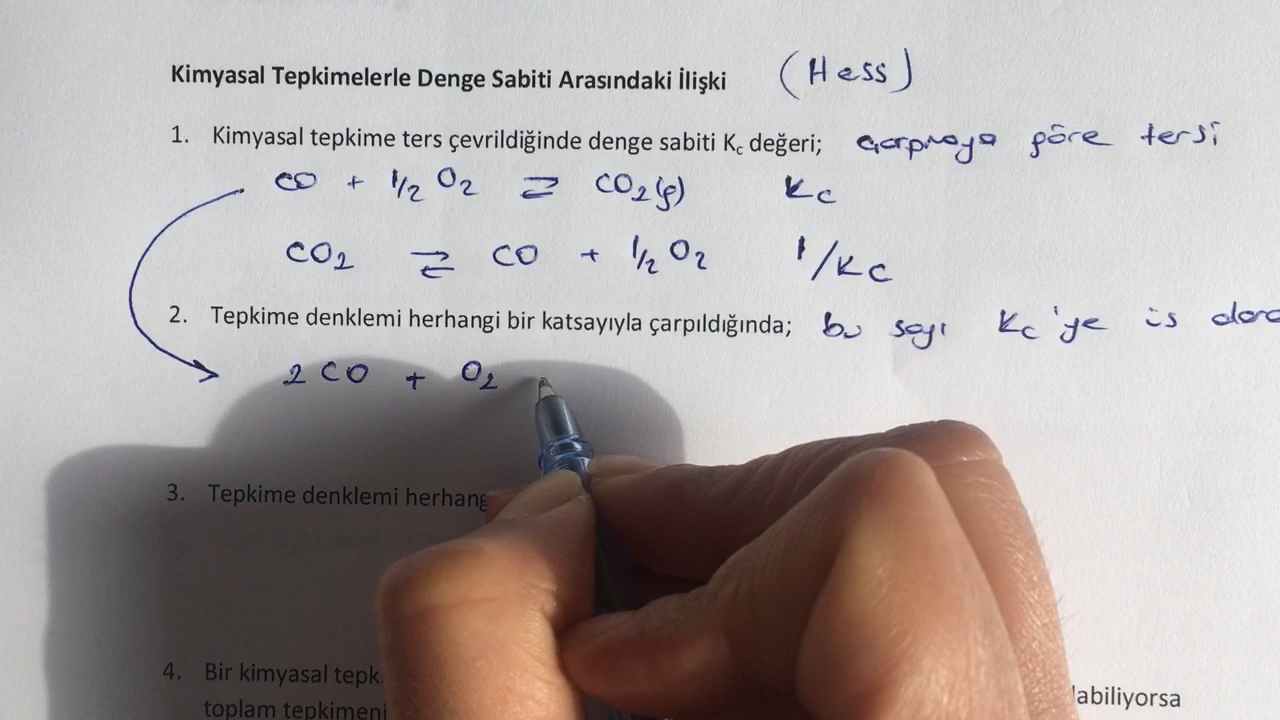 Kimyasal Tepkimelerle Denge Sabiti Arasındaki İlişki (Hess)
1. Kimyasal tepkime ters çevrildiğinde denge sabiti Kc değeri; çarpmaya göre tersi
CO + 1/2 O2 ⇌ CO2(g) Kc
CO2 ⇌ CO + 1/2 O2 1/Kc
2. Tepkime denklemi herhangi bir katsayıyla çarpıldığında; bu sayı Kc'ye üs olara
2 CO + O2
3. Tepkime denklemi herhang
4. Bir kimyasal tepk
labiliyorsa
toplam tepkimeni